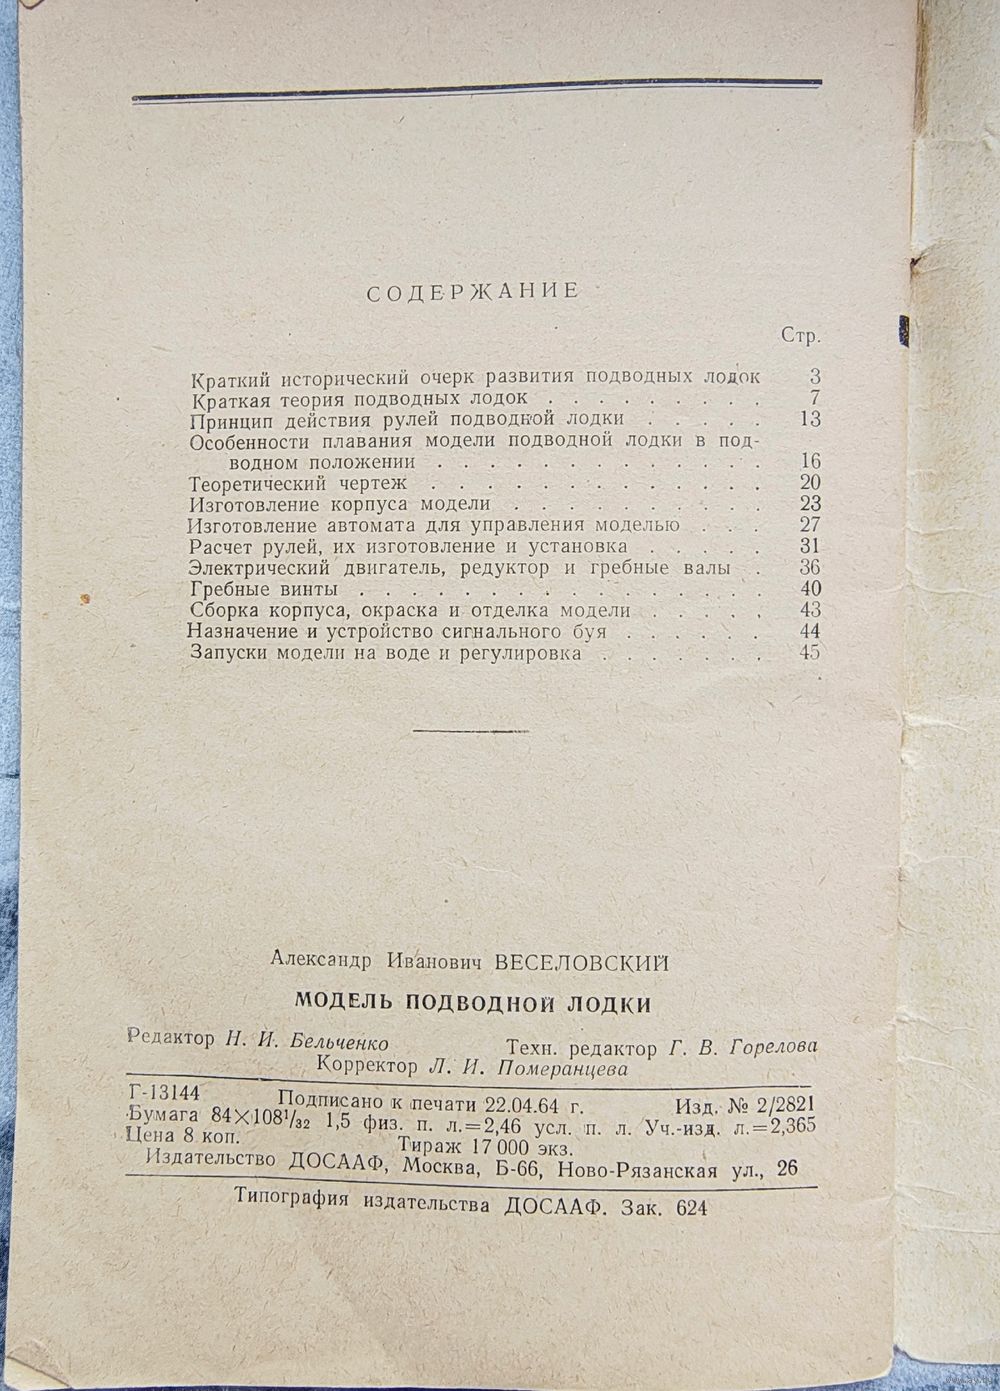 СОДЕРЖАНИЕ
Стр.
Краткий исторический очерк развития подводных лодок 3
Краткая теория подводных лодок . . . . . . . . . 7
Принцип действия рулей подводной лодки . . . . . 13
Особенности плавания модели подводной лодки в под-
водном положении . . . . . . . . . . . . 16
Теоретический чертеж . . . . . . . . . . . . 20
Изготовление корпуса модели . . . . . . . . . . 23
Изготовление автомата для управления моделью . . . 27
Расчет рулей, их изготовление и установка . . . . . 31
Электрический двигатель, редуктор и гребные валы . 36
Гребные винты . . . . . . . . . . . . . . . 40
Сборка корпуса, окраска и отделка модели . . . . . 43
Назначение и устройство сигнального буя . . . . . . 44
Запуски модели на воде и регулировка . . . . . . . 45
Александр Иванович ВЕСЕЛОВСКИЙ
МОДЕЛЬ ПОДВОДНОЙ ЛОДКИ
Редактор Н. И. Бельченко Техн. редактор Г. В. Горелова
Корректор Л. И. Померанцева
Г-13144 Подписано к печати 22.04.64 г. Изд. № 2/2821
Бумага 84×108¹/₃₂ 1,5 физ. п. л.=2,46 усл. п. л. Уч.-изд. л.=2,365
Цена 8 коп. Тираж 17 000 экз.
Издательство ДОСААФ, Москва, Б-66, Ново-Рязанская ул., 26
Типография издательства ДОСААФ. Зак. 624